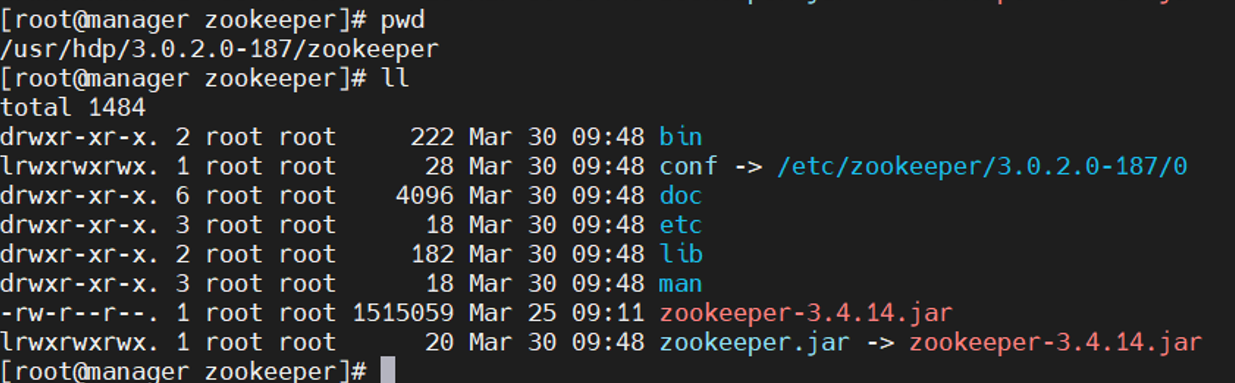 [root@manager zookeeper]# pwd
/usr/hdp/3.0.2.0-187/zookeeper
[root@manager zookeeper]# ll
total 1484
drwxr-xr-x. 2 root root     222 Mar 30 09:48 bin
lrwxrwxrwx. 1 root root      28 Mar 30 09:48 conf -> /etc/zookeeper/3.0.2.0-187/0
drwxr-xr-x. 6 root root    4096 Mar 30 09:48 doc
drwxr-xr-x. 3 root root      18 Mar 30 09:48 etc
drwxr-xr-x. 2 root root     182 Mar 30 09:48 lib
drwxr-xr-x. 3 root root      18 Mar 30 09:48 man
-rw-r--r--. 1 root root 1515059 Mar 25 09:11 zookeeper-3.4.14.jar
lrwxrwxrwx. 1 root root      20 Mar 30 09:48 zookeeper.jar -> zookeeper-3.4.14.jar
[root@manager zookeeper]#